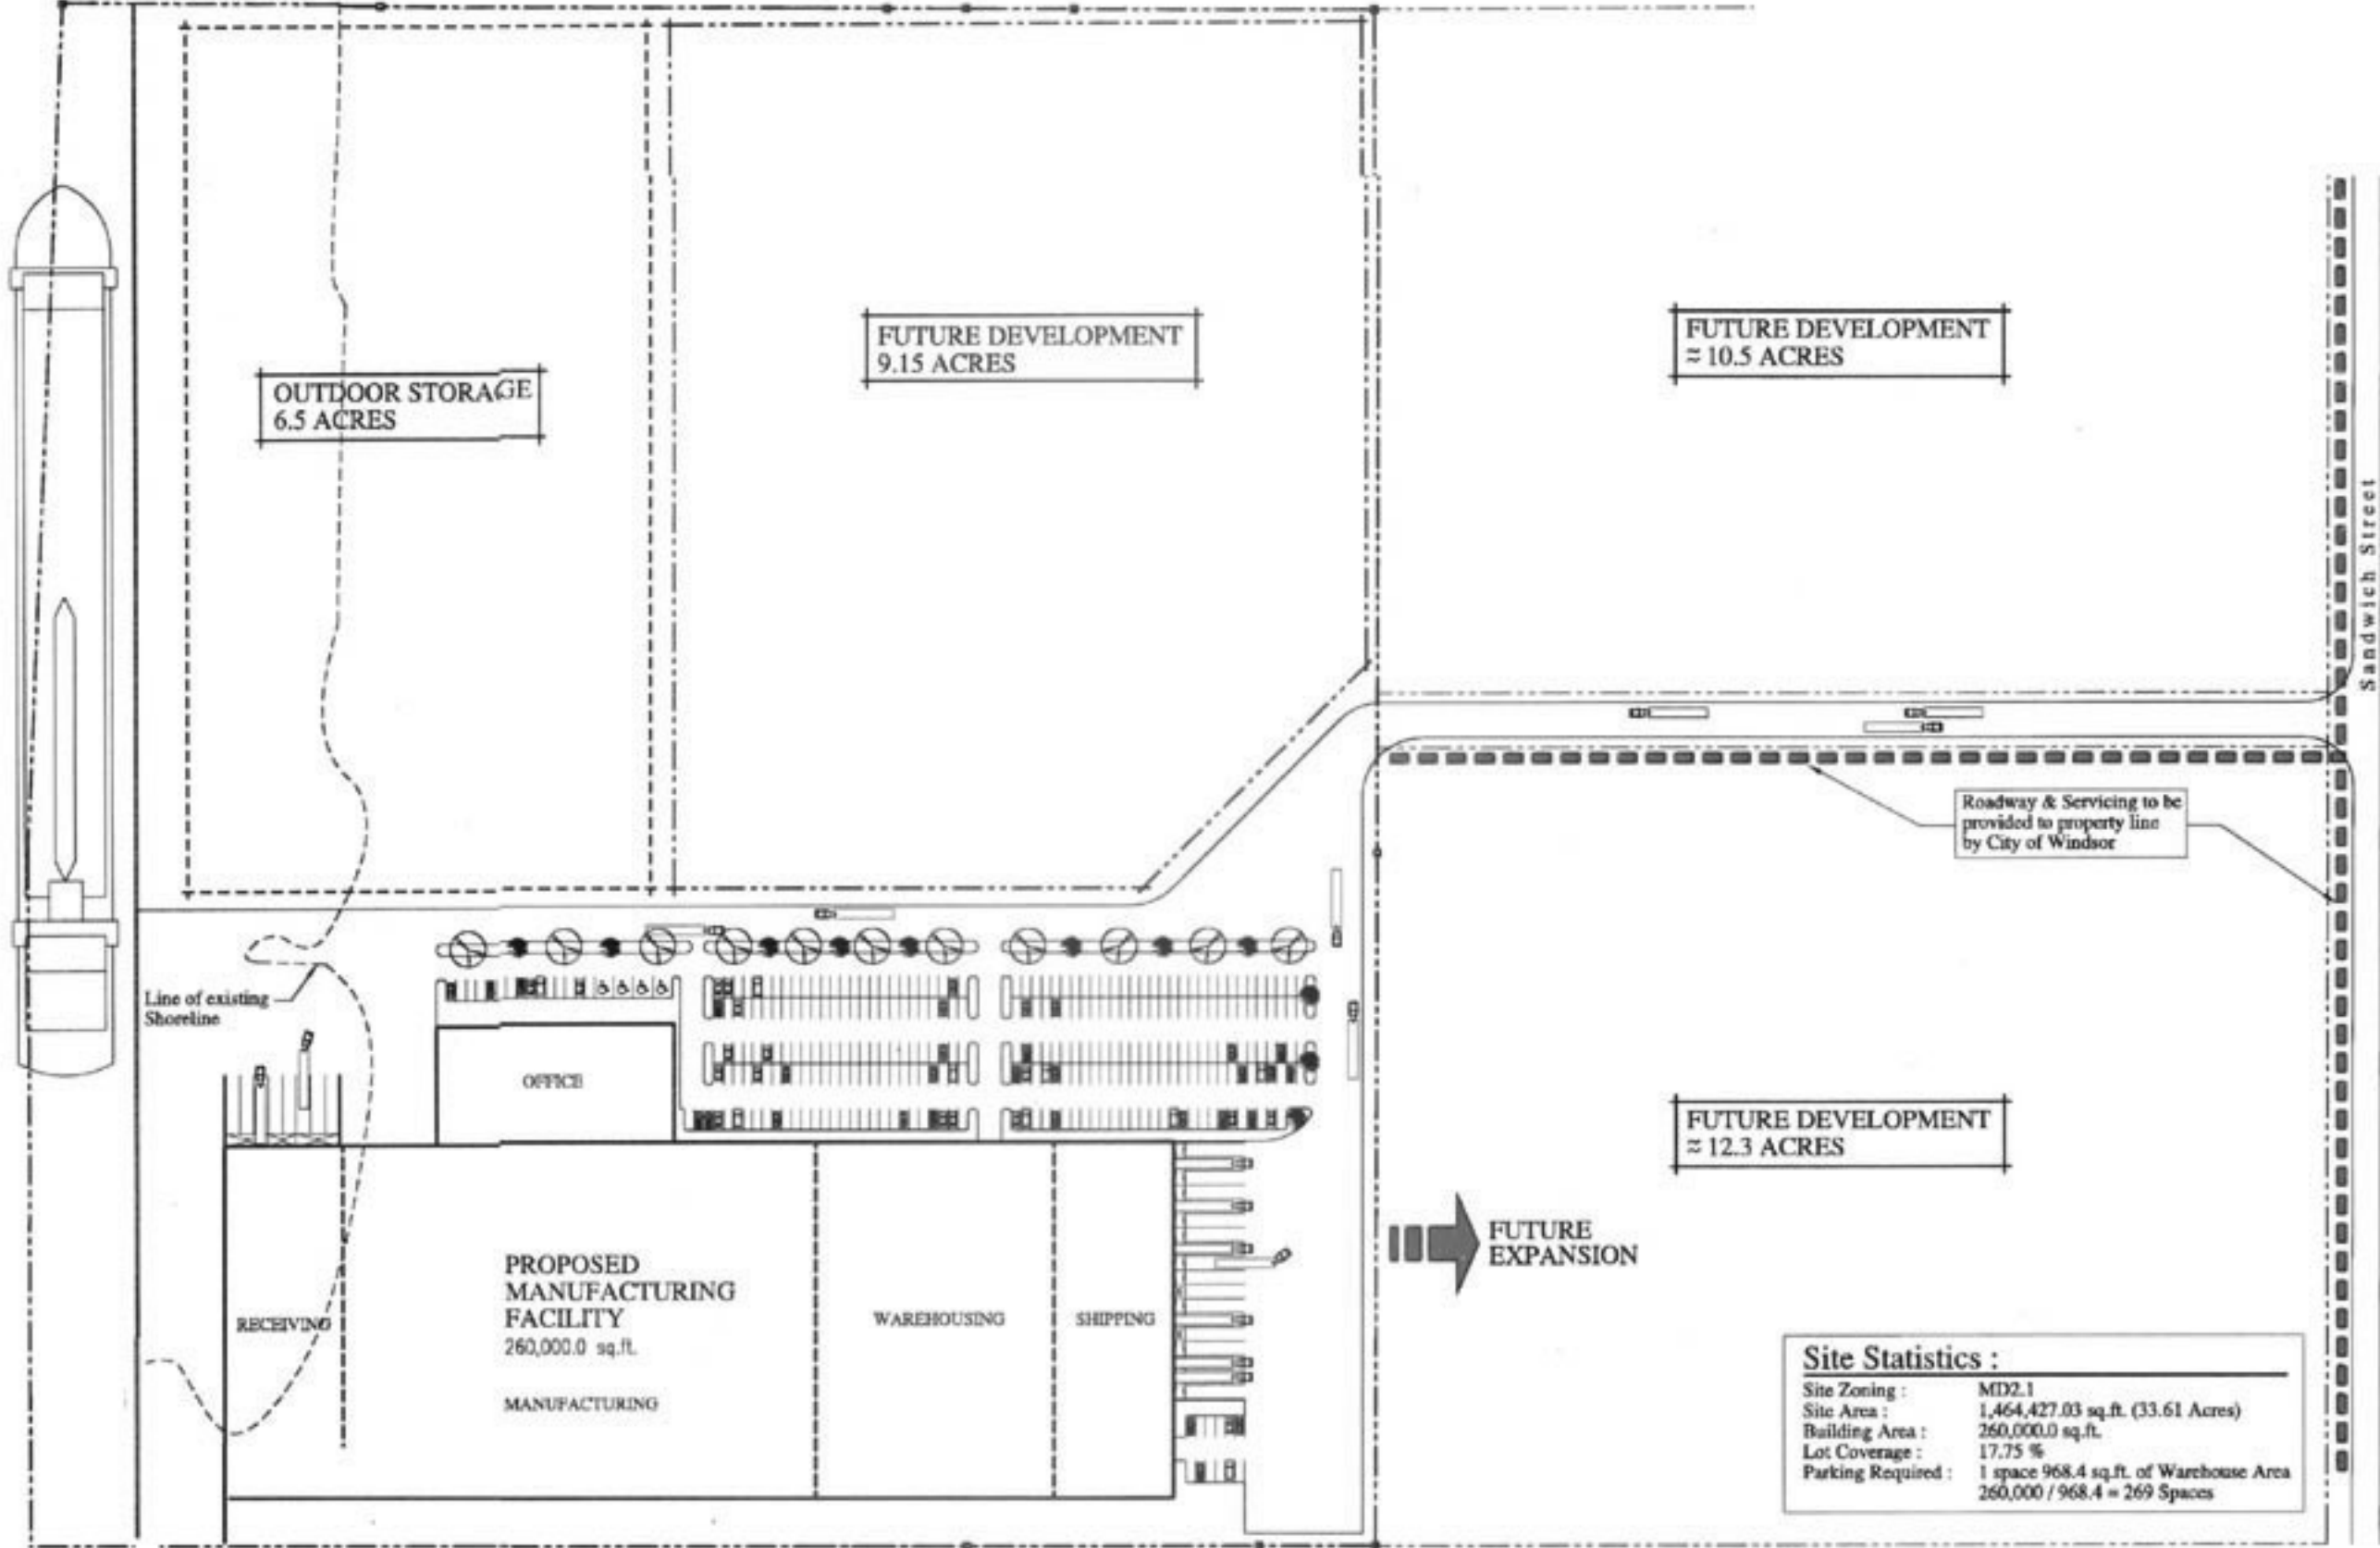 FUTURE DEVELOPMENT
9.15 ACRES
FUTURE DEVELOPMENT
≈ 10.5 ACRES
OUTDOOR STORAGE
6.5 ACRES
Sandwich Street
Roadway & Servicing to be
provided to property line
by City of Windsor
Line of existing
Shoreline
OFFICE
FUTURE DEVELOPMENT
≈ 12.3 ACRES
FUTURE
EXPANSION
PROPOSED
MANUFACTURING
FACILITY
260,000.0 sq.ft.
MANUFACTURING
RECEIVING
WAREHOUSING
SHIPPING
Site Statistics :
Site Zoning : MD2.1
Site Area : 1,464,427.03 sq.ft. (33.61 Acres)
Building Area : 260,000.0 sq.ft.
Lot Coverage : 17.75 %
Parking Required : 1 space 968.4 sq.ft. of Warehouse Area
260,000 / 968.4 = 269 Spaces